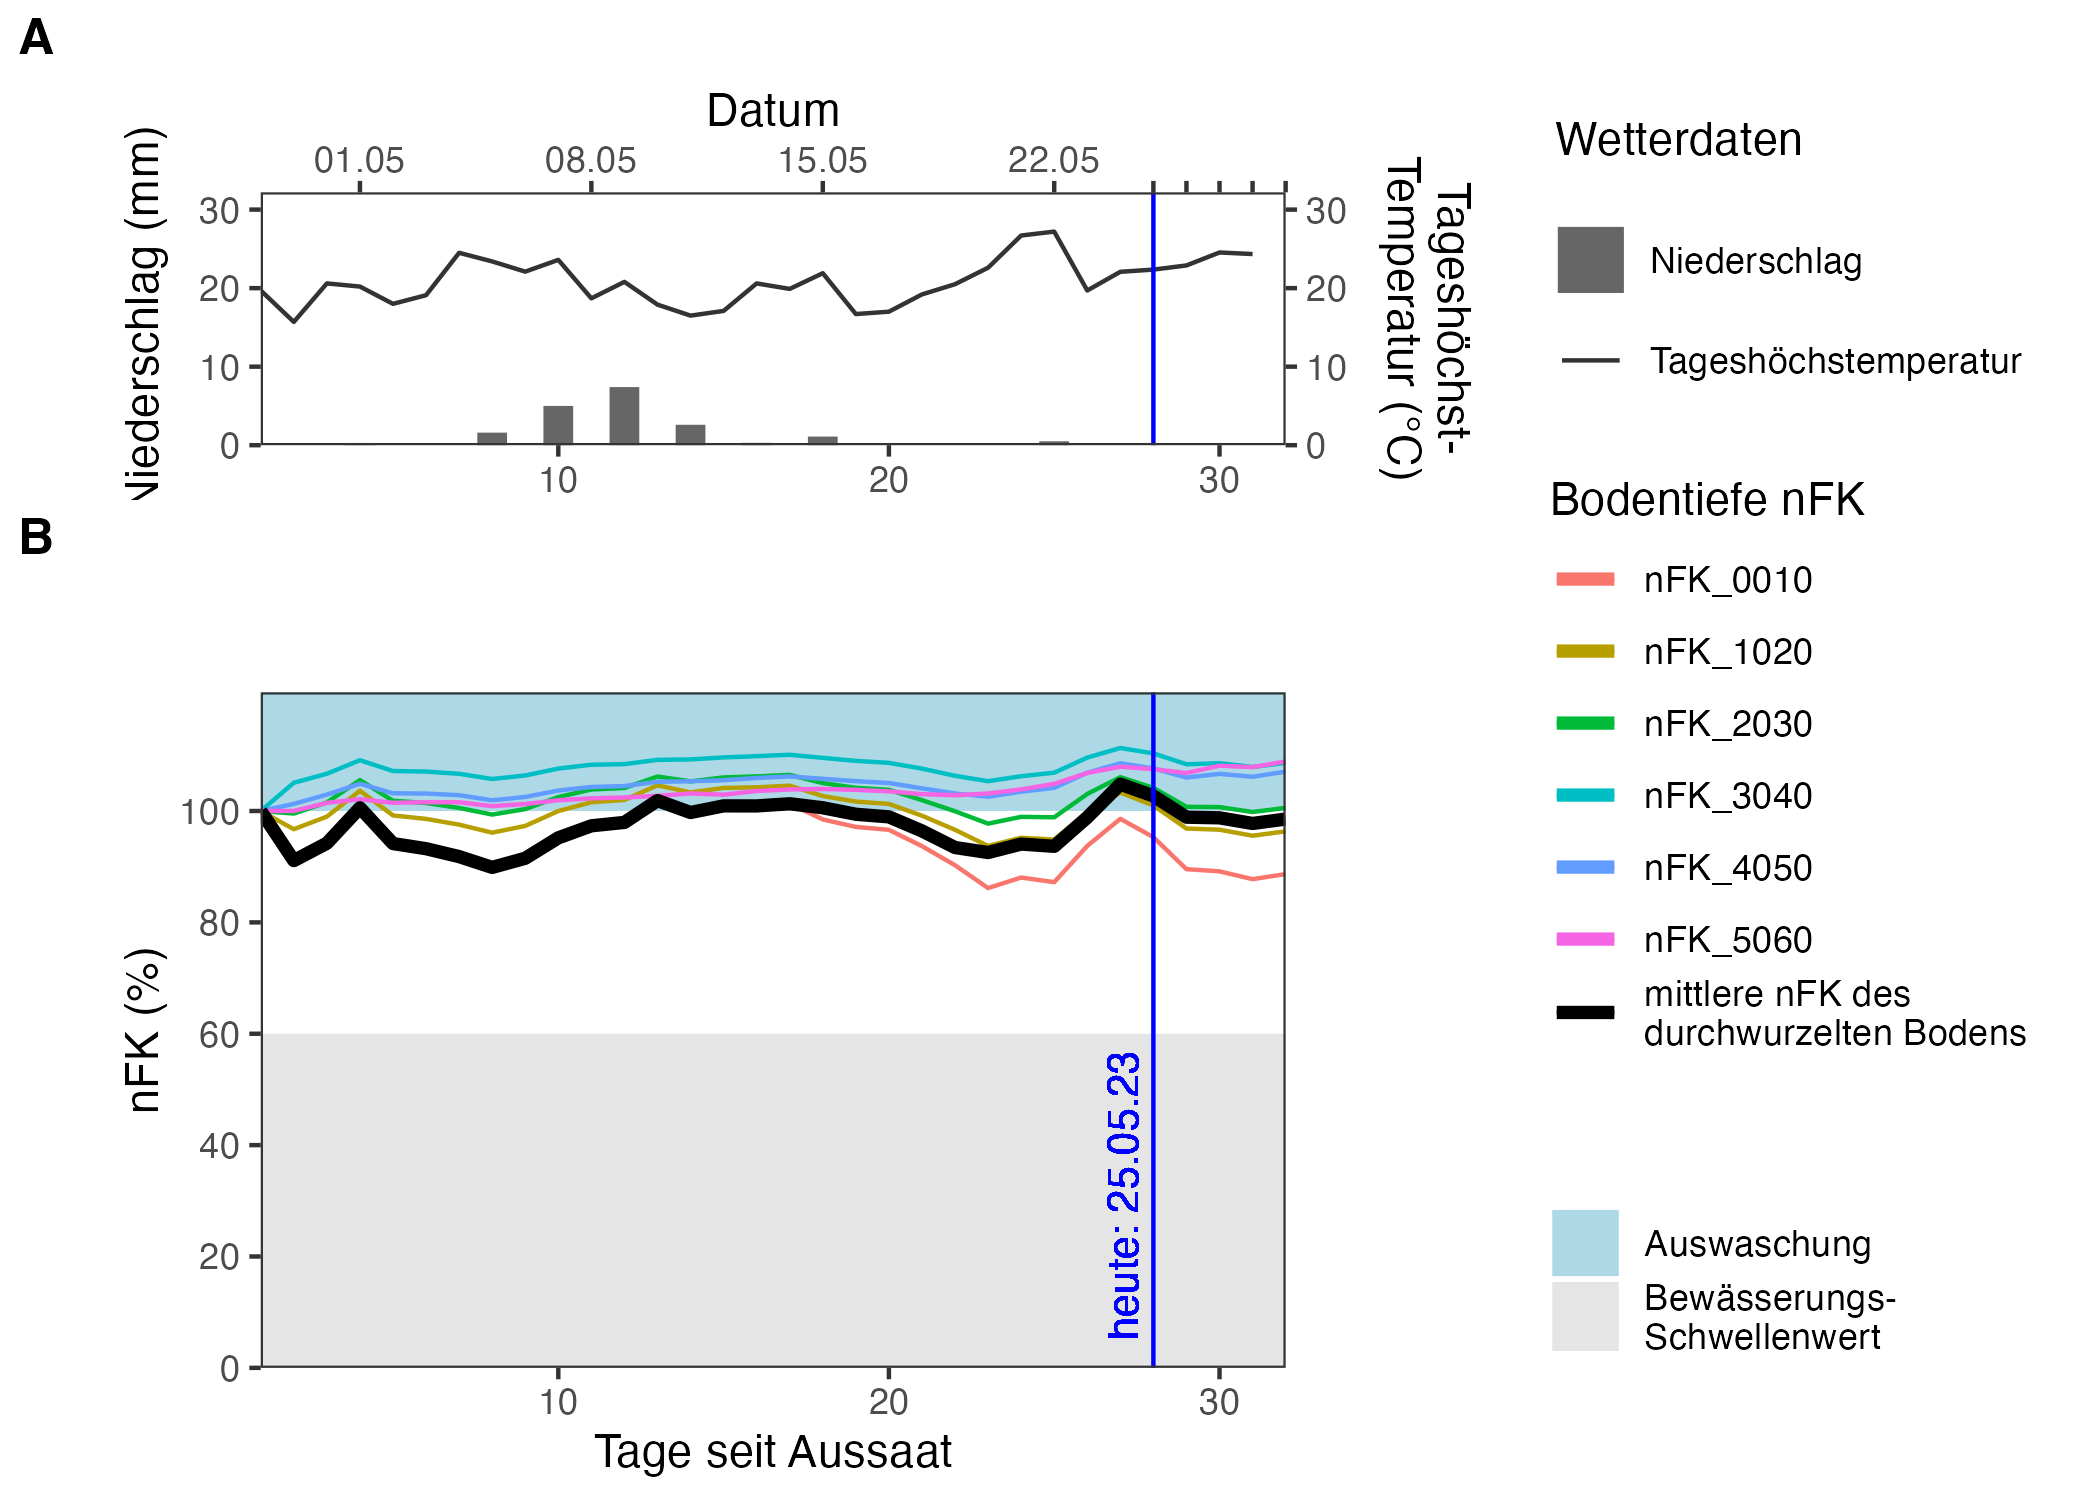 A
Datum
01.05 08.05 15.05 22.05
Niederschlag (mm)
30
20
10
0
30
20
10
0
Tageshöchst-
Temperatur (°C)
10 20 30
Wetterdaten
Niederschlag
Tageshöchstemperatur
B
nFK (%)
100
80
60
40
20
0
heute: 25.05.23
10 20 30
Tage seit Aussaat
Bodentiefe nFK
nFK_0010
nFK_1020
nFK_2030
nFK_3040
nFK_4050
nFK_5060
mittlere nFK des
durchwurzelten Bodens
Auswaschung
Bewässerungs-
Schwellenwert